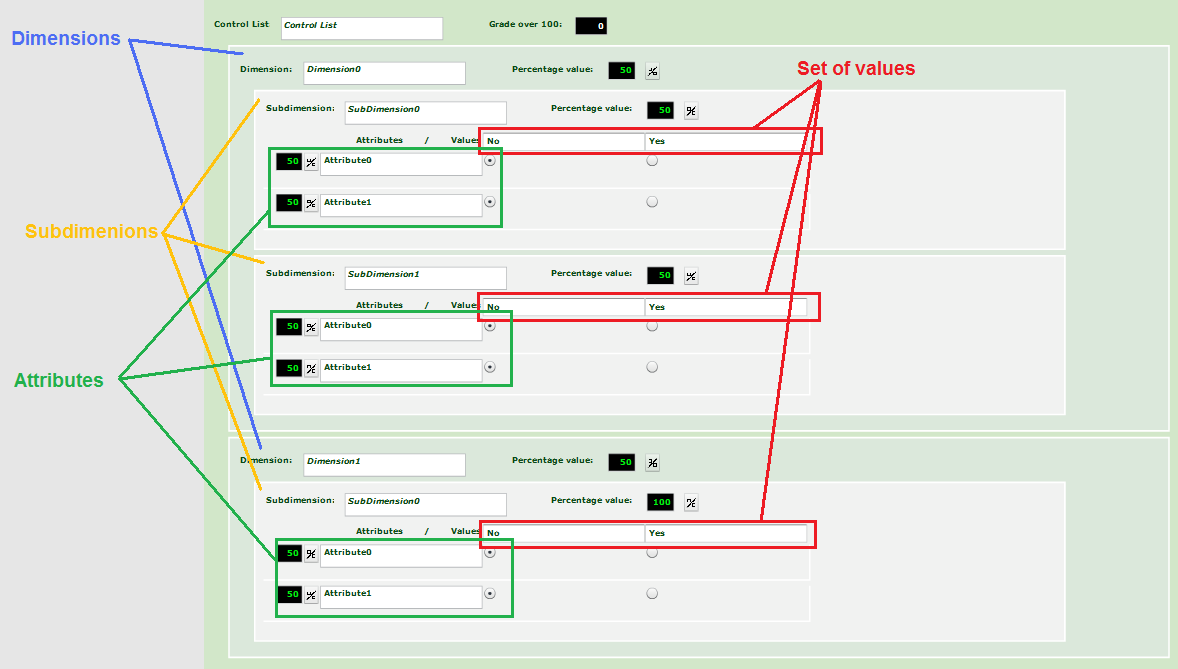 Control List Control List Grade over 100: 0
Dimensions
Dimension: Dimension0 Percentage value: 50 %
Set of values
Subdimension: SubDimension0 Percentage value: 50 %
Attributes / Values No Yes
50 % Attribute0
50 % Attribute1
Subdimenions
Subdimension: SubDimension1 Percentage value: 50 %
Attributes / Values No Yes
50 % Attribute0
50 % Attribute1
Attributes
Dimension: Dimension1 Percentage value: 50 %
Subdimension: SubDimension0 Percentage value: 100 %
Attributes / Values No Yes
50 % Attribute0
50 % Attribute1